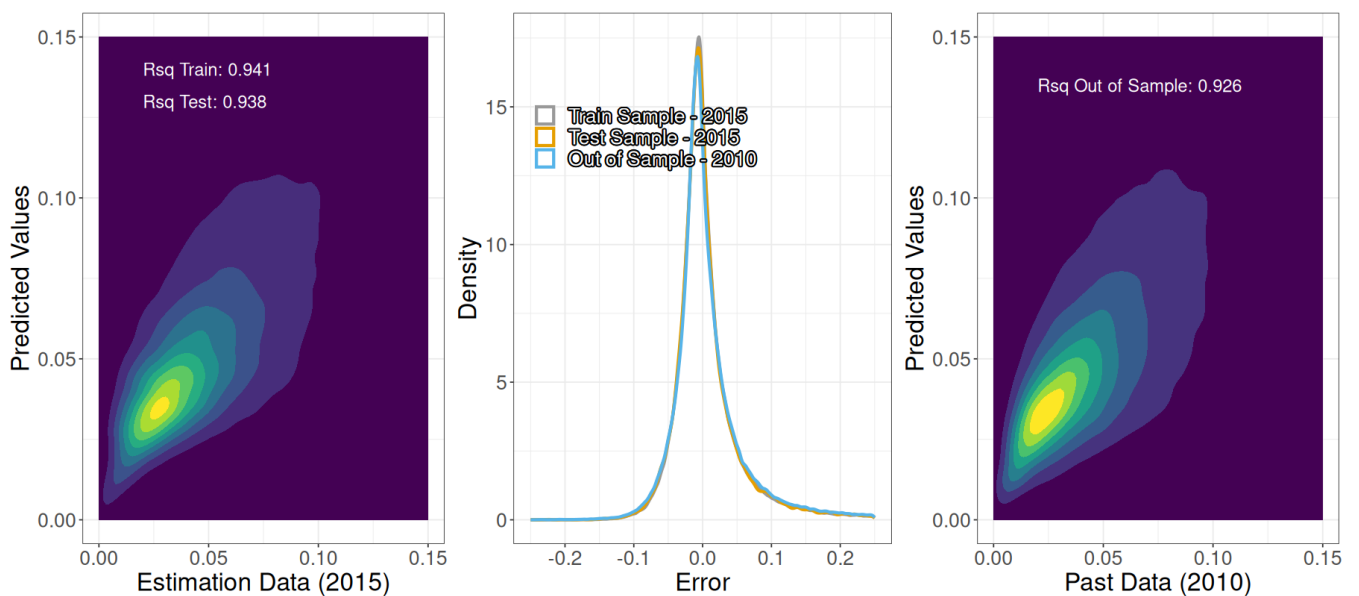 Predicted Values
0.15
0.10
0.05
0.00
Rsq Train: 0.941
Rsq Test: 0.938
0.00
0.05
0.10
0.15
Estimation Data (2015)
Density
15
10
5
0
Train Sample - 2015
Test Sample - 2015
Out of Sample - 2010
-0.2
-0.1
0.0
0.2
Error
Predicted Values
0.15
0.10
0.05
0.00
Rsq Out of Sample: 0.926
0.00
0.05
0.10
0.15
Past Data (2010)